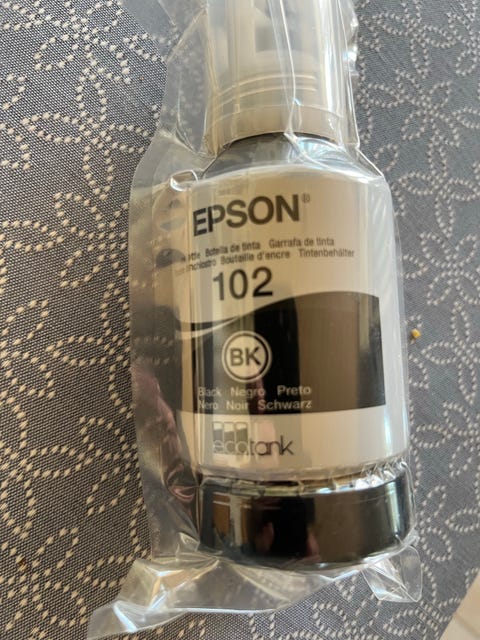 EPSON®
Botella de tinta Garrafa de tinta
Bouteille d'encre Tintenbehälter
102
BK
Black Negro Preto
Nero Noir Schwarz
ecotank